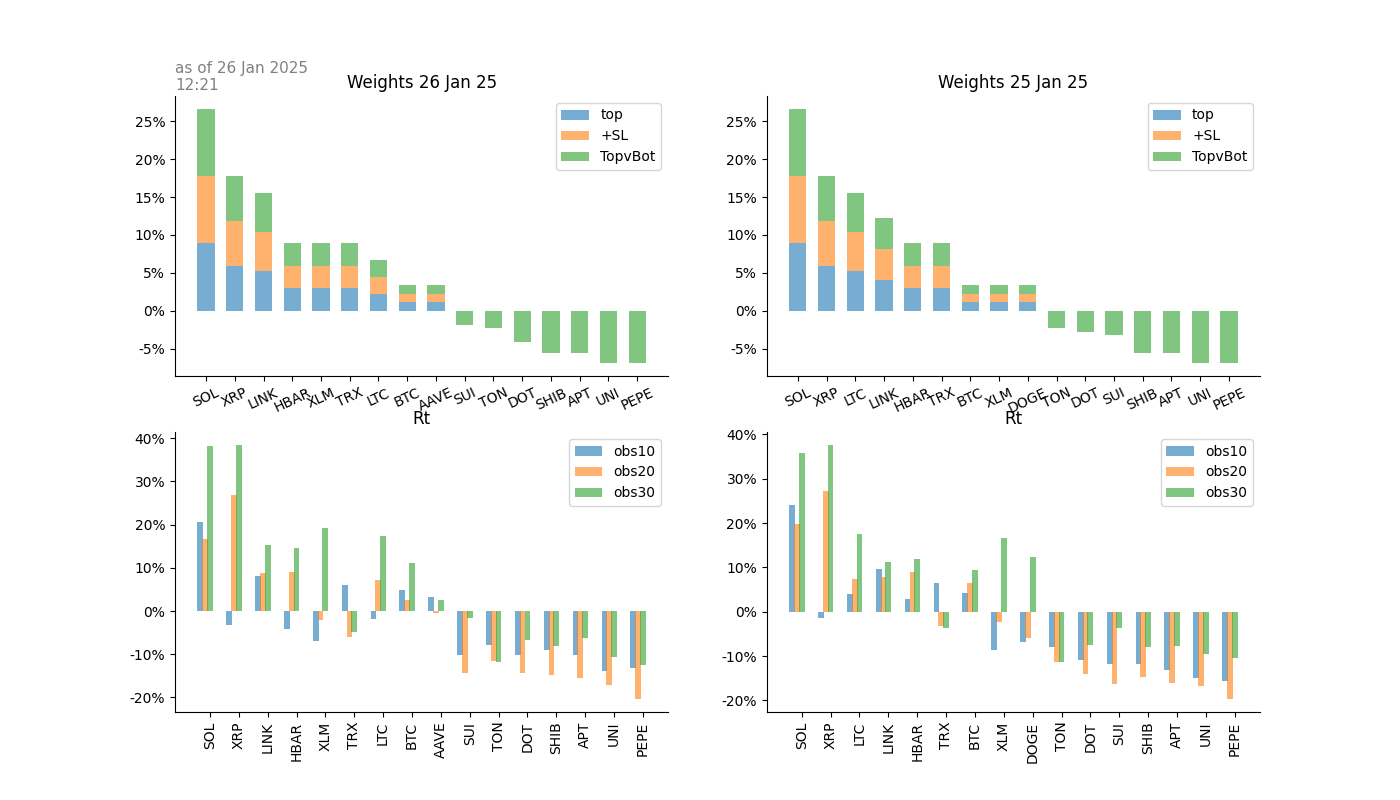 as of 26 Jan 2025
12:21
Weights 26 Jan 25
25%
20%
15%
10%
5%
0%
-5%
top
+SL
TopvBot
SOL XRP LINK HBAR XLM TRX LTC BTC AAVE SUI TON DOT SHIB APT UNI PEPE
Weights 25 Jan 25
25%
20%
15%
10%
5%
0%
-5%
top
+SL
TopvBot
SOL XRP LTC LINK HBAR TRX BTC XLM DOGE TON DOT SUI SHIB APT UNI PEPE
Rt
40%
30%
20%
10%
0%
-10%
-20%
obs10
obs20
obs30
SOL XRP LINK HBAR XLM TRX LTC BTC AAVE SUI TON DOT SHIB APT UNI PEPE
Rt
40%
30%
20%
10%
0%
-10%
-20%
obs10
obs20
obs30
SOL XRP LTC LINK HBAR TRX BTC XLM DOGE TON DOT SUI SHIB APT UNI PEPE